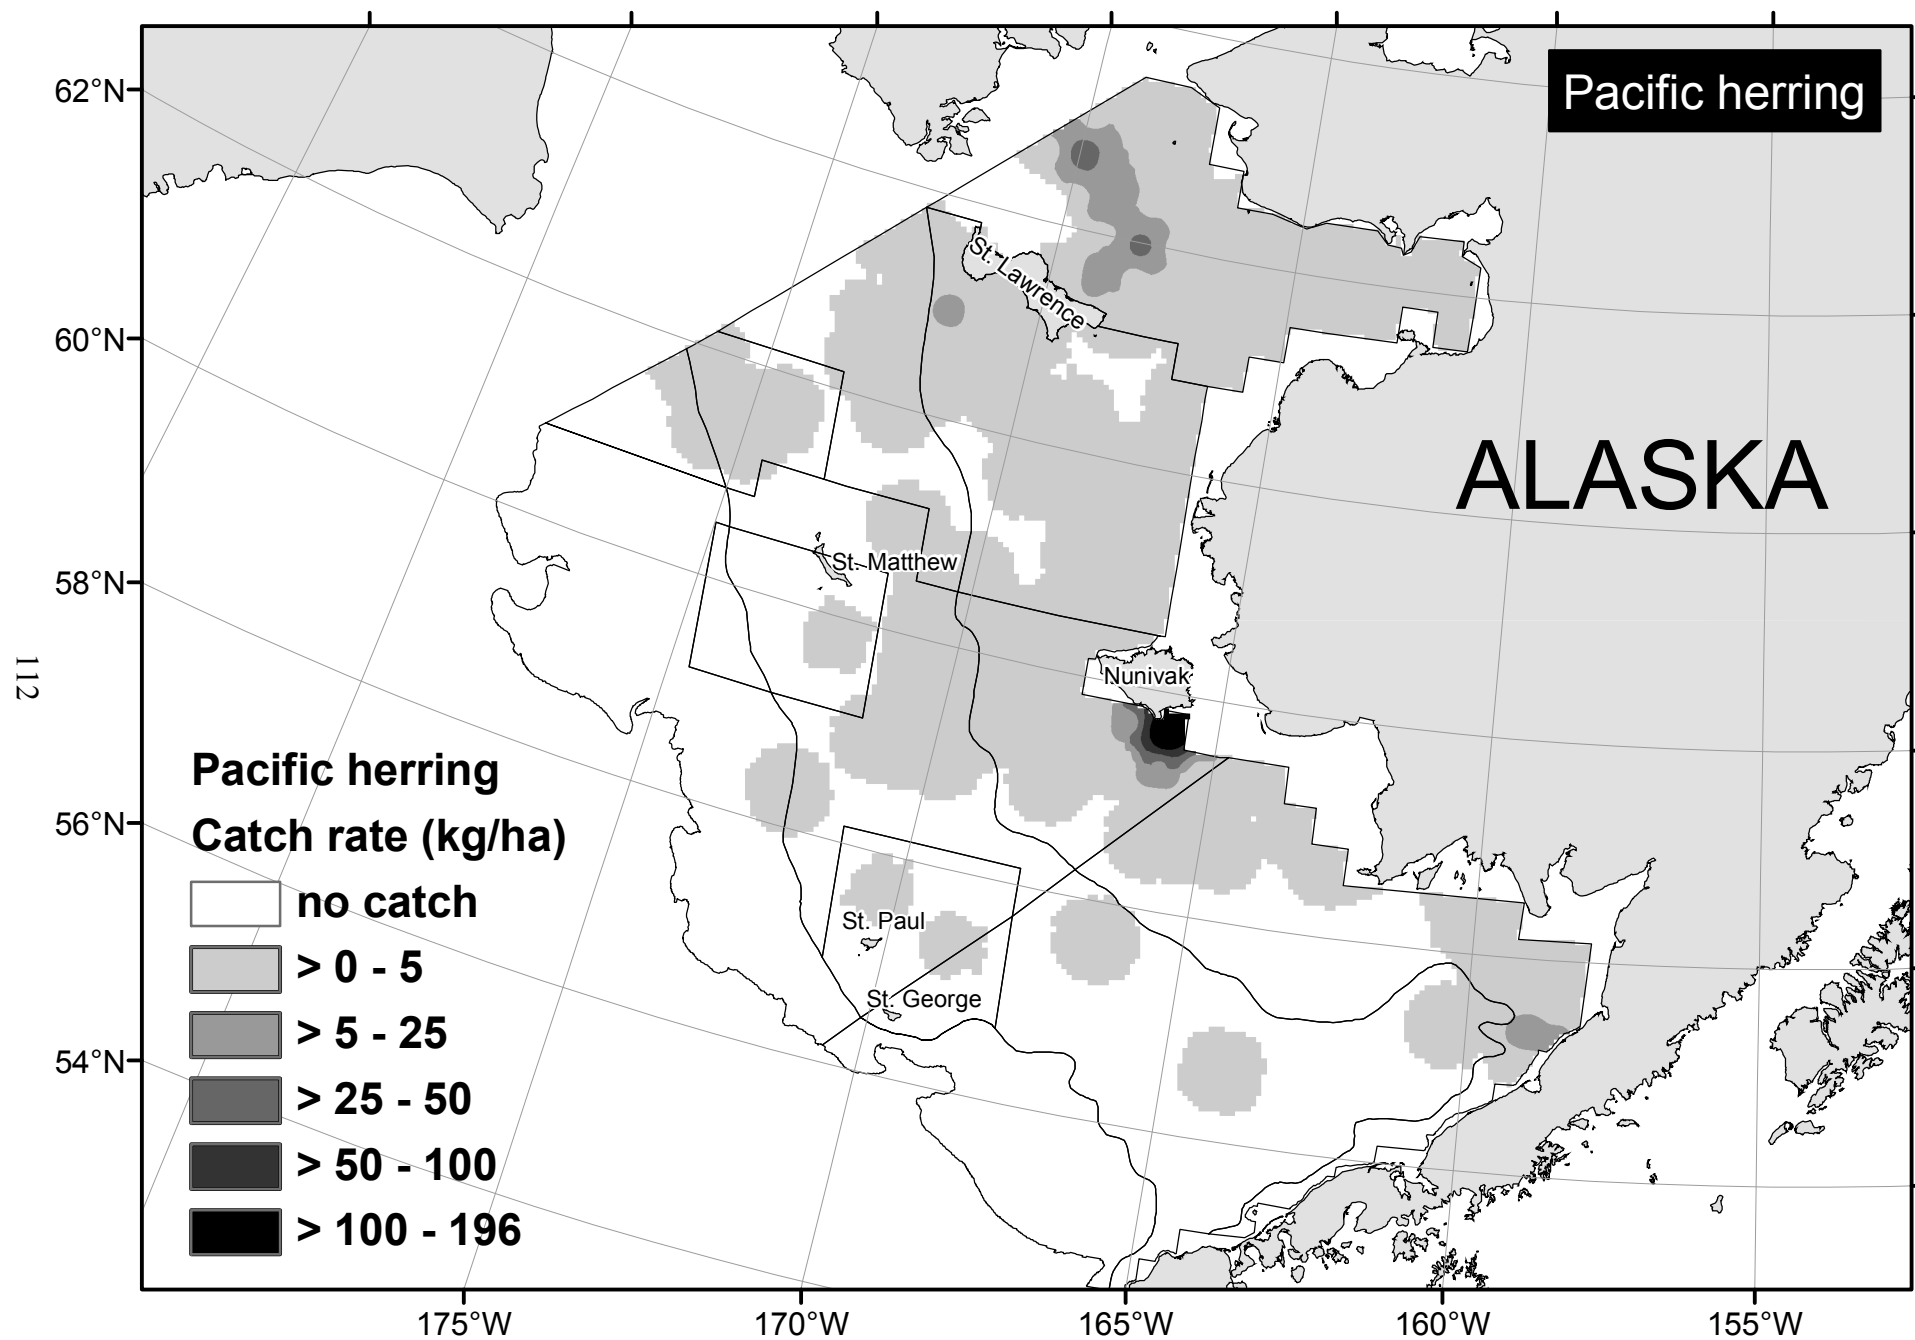 Pacific herring
62°N
60°N
58°N
56°N
54°N
St. Lawrence
ALASKA
St. Matthew
Nunivak
St. Paul
St. George
112
Pacific herring
Catch rate (kg/ha)
no catch
> 0 - 5
> 5 - 25
> 25 - 50
> 50 - 100
> 100 - 196
175°W
170°W
165°W
160°W
155°W